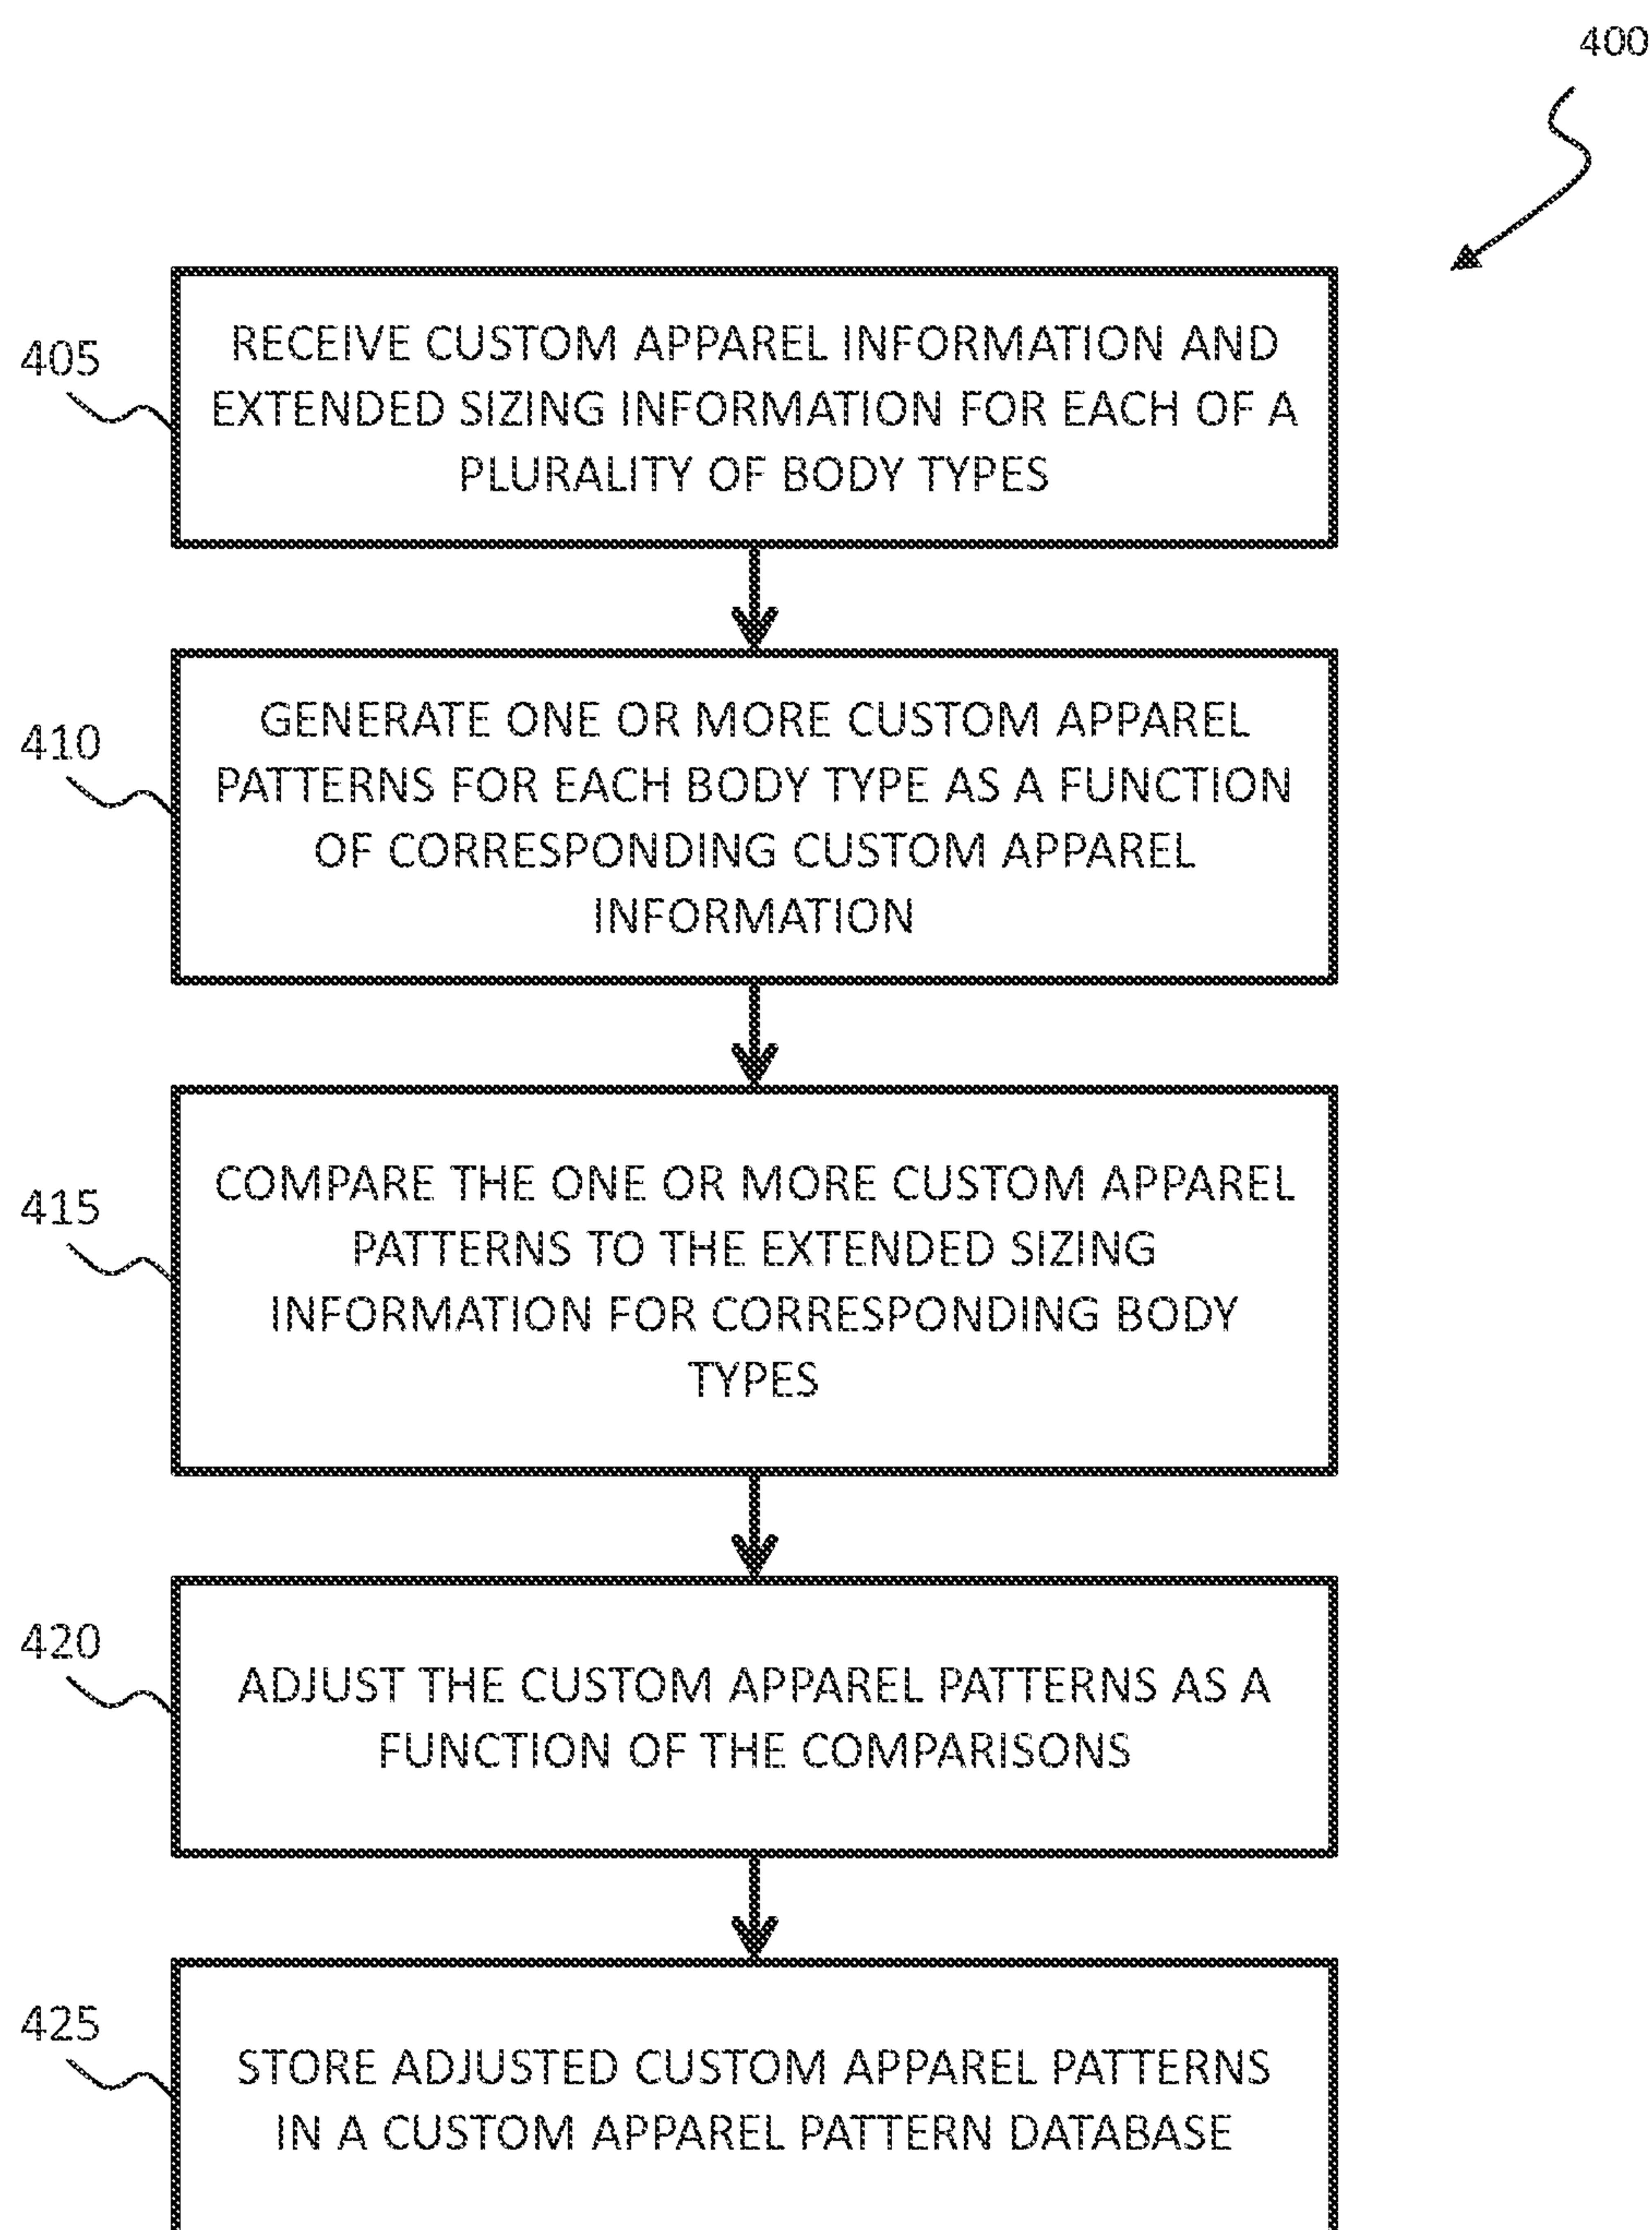 400
405
RECEIVE CUSTOM APPAREL INFORMATION AND
EXTENDED SIZING INFORMATION FOR EACH OF A
PLURALITY OF BODY TYPES
410
GENERATE ONE OR MORE CUSTOM APPAREL
PATTERNS FOR EACH BODY TYPE AS A FUNCTION
OF CORRESPONDING CUSTOM APPAREL
INFORMATION
415
COMPARE THE ONE OR MORE CUSTOM APPAREL
PATTERNS TO THE EXTENDED SIZING
INFORMATION FOR CORRESPONDING BODY
TYPES
420
ADJUST THE CUSTOM APPAREL PATTERNS AS A
FUNCTION OF THE COMPARISONS
425
STORE ADJUSTED CUSTOM APPAREL PATTERNS
IN A CUSTOM APPAREL PATTERN DATABASE